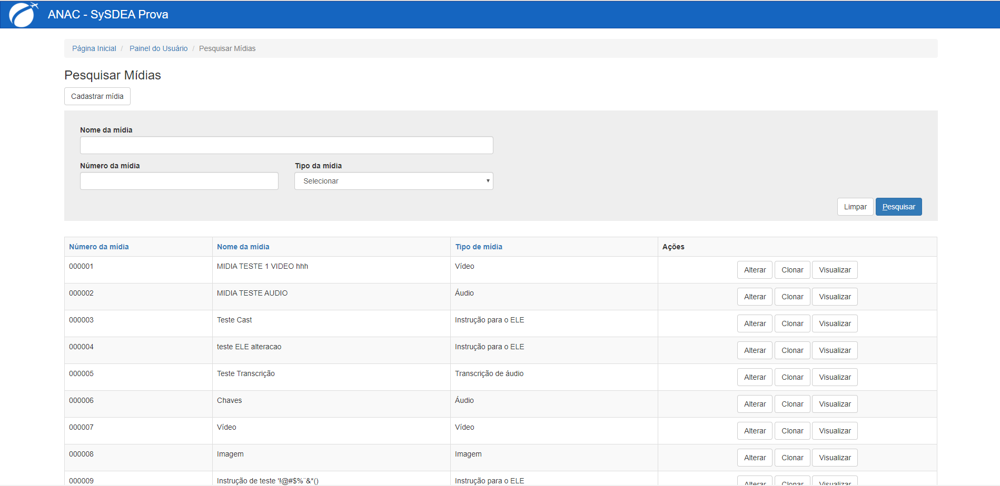 ANAC - SySDEA Prova
Página Inicial / Painel do Usuário / Pesquisar Mídias
Pesquisar Mídias
Cadastrar mídia
Nome da mídia
Número da mídia Tipo da mídia
Selecionar
Limpar Pesquisar
Número da mídia Nome da mídia Tipo de mídia Ações
000001 MIDIA TESTE 1 VIDEO hhh Vídeo Alterar Clonar Visualizar
000002 MIDIA TESTE AUDIO Áudio Alterar Clonar Visualizar
000003 Teste Cast Instrução para o ELE Alterar Clonar Visualizar
000004 teste ELE alteracao Instrução para o ELE Alterar Clonar Visualizar
000005 Teste Transcrição Transcrição de áudio Alterar Clonar Visualizar
000006 Chaves Áudio Alterar Clonar Visualizar
000007 Vídeo Vídeo Alterar Clonar Visualizar
000008 Imagem Imagem Alterar Clonar Visualizar
000009 Instrução de teste '!@#$%¨&*() Instrução para o ELE Alterar Clonar Visualizar